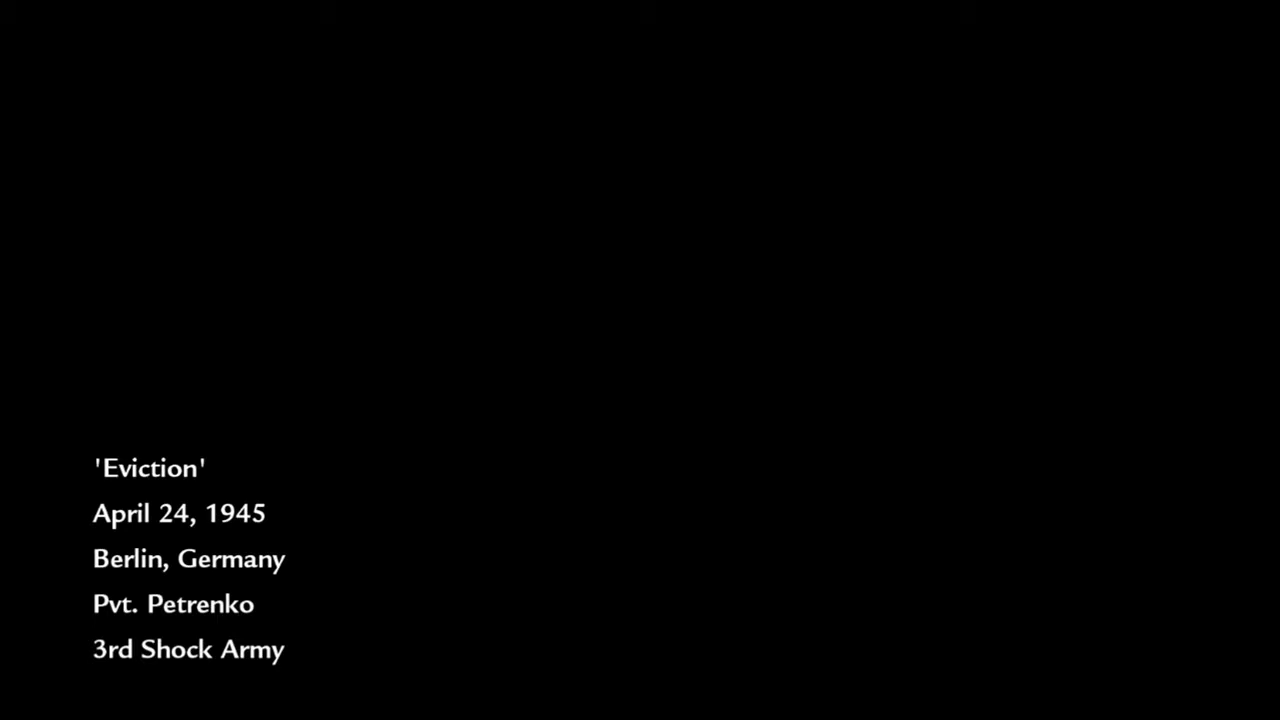 'Eviction'
April 24, 1945
Berlin, Germany
Pvt. Petrenko
3rd Shock Army